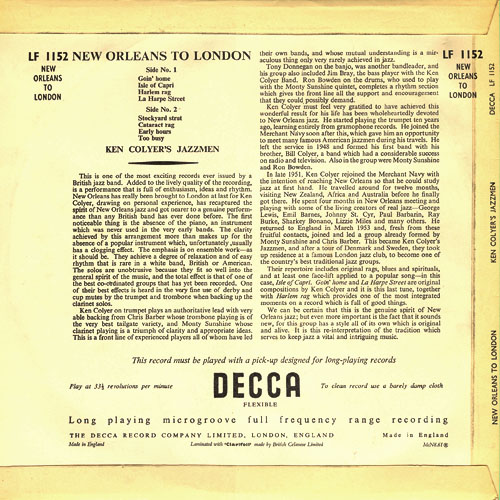 LF 1152 NEW ORLEANS TO LONDON
NEW
ORLEANS
TO
LONDON
Side No. 1
Goin' home
Isle of Capri
Harlem rag
La Harpe Street
Side No. 2
Stockyard strut
Cataract rag
Early hours
Too busy
KEN COLYER'S JAZZMEN
This is one of the most exciting records ever issued by a
British jazz band. Added to the lively quality of the recording,
is a performance that is full of enthusiasm, ideas and rhythm.
New Orleans has really been brought to London at last for Ken
Colyer, drawing on personal experience, has recaptured the
spirit of New Orleans jazz and got nearer to a genuine perform-
ance than any British band has ever done before. The first
noticeable thing is the absence of the piano, an instrument
which was never used in the very early bands. The clarity
achieved by this arrangement more than makes up for the
absence of a popular instrument which, unfortunately, usually
has a clogging effect. The emphasis is on ensemble work—as
it should be. They achieve a degree of relaxation and of easy
rhythm that is rare in a white band, British or American.
The solos are unobtrusive because they fit so well into the
general spirit of the music, and the total effect is that of one of
the best co-ordinated groups that has yet been recorded. One
of their best effects is heard in the very fine use of derby and
cup mutes by the trumpet and trombone when backing up the
clarinet solos.
Ken Colyer on trumpet plays an authoritative lead with very
able backing from Chris Barber whose trombone playing is of
the very best tailgate variety, and Monty Sunshine whose
clarinet playing is a triumph of clarity and appropriate ideas.
This is a front line of experienced players all of whom have led
their own bands, and whose mutual understanding is a mir-
aculous thing only very rarely achieved in jazz.
Tony Donnegan on the banjo, was another bandleader, and
his group also included Jim Bray, the bass player with the Ken
Colyer Band. Ron Bowden on the drums, who used to play
with the Monty Sunshine quintet, completes a rhythm section
which gives the front line all the support and encouragement
that they could possibly demand.
Ken Colyer must feel very gratified to have achieved this
wonderful result for his life has been wholeheartedly devoted
to New Orleans jazz. He started playing the trumpet ten years
ago, learning entirely from gramophone records. He joined the
Merchant Navy soon after this, which gave him an opportunity
to meet many famous American jazzmen during his travels. He
left the service in 1948 and formed his first band with his
brother, Bill Colyer, a band which had a considerable success
on radio and television. Also in the group were Monty Sunshine
and Ron Bowden.
In late 1951, Ken Colyer rejoined the Merchant Navy with
the intention of reaching New Orleans so that he could study
jazz at first hand. He travelled around for twelve months,
visiting New Zealand, Africa and Australia before he finally
got there. He spent four months in New Orleans meeting and
playing with some of the living creators of real jazz—George
Lewis, Emil Barnes, Johnny St. Cyr, Paul Barbarin, Ray
Burke, Sharkey Bonano, Lizzie Miles and many others. He
returned to England in March 1953 and, fresh from these
fruitful contacts, joined and led a group already formed by
Monty Sunshine and Chris Barber. This became Ken Colyer's
Jazzmen, and after a tour of Denmark and Sweden, they took
up residence at a famous London jazz club, to become one of
the country's best traditional jazz groups.
Their repertoire includes original rags, blues and spirituals,
and at least one face-lift applied to a popular song—in this
case, Isle of Capri. Goin' home and La Harpe Street are original
compositions by Ken Colyer and it is this last tune, together
with Harlem rag which provides one of the most integrated
moments on a record which is full of good things.
We can be certain that this is the genuine spirit of New
Orleans jazz; but even more important is the fact that it sounds
new, for this group has a style all of its own which is original
and alive. It is this re-interpretation of the tradition which
serves to keep jazz a vital and intriguing music.
LF 1152
NEW
ORLEANS
TO
LONDON
DECCA LF 1152
KEN COLYER'S JAZZMEN
NEW ORLEANS TO LONDON
This record must be played with a pick-up designed for long-playing records
Play at 33⅓ revolutions per minute
DECCA
FLEXIBLE
To clean record use a barely damp cloth
Long playing microgroove full frequency range recording
THE DECCA RECORD COMPANY LIMITED, LONDON, ENGLAND
Made in England
Made in England
Laminated with "Clarifoil" made by British Celanese Limited
McNEAT®